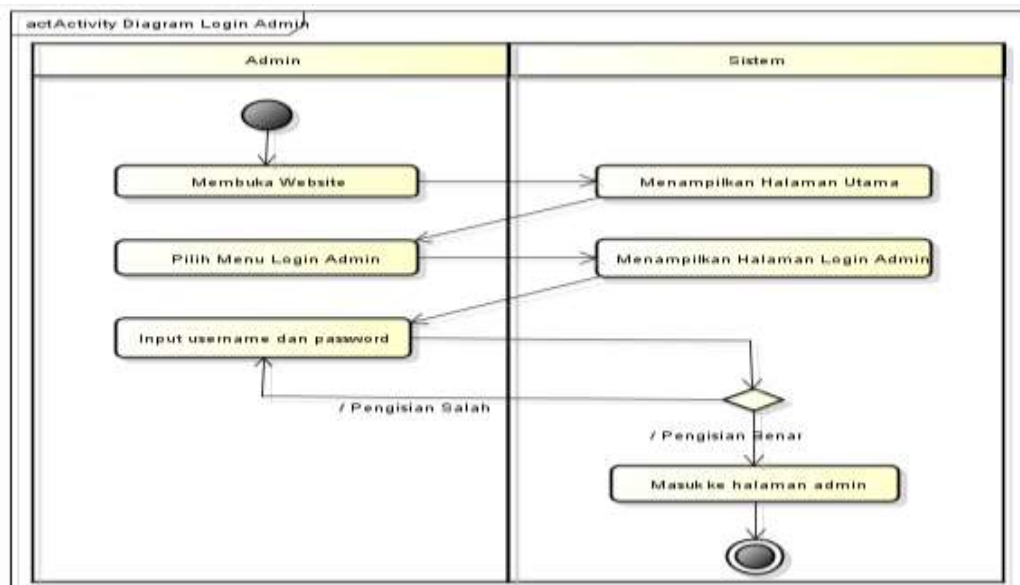 actActivity Diagram Login Admin
Admin
Sistem
Membuka Website
Menampilkan Halaman Utama
Pilih Menu Login Admin
Menampilkan Halaman Login Admin
Input username dan password
/ Pengisian Salah
/ Pengisian Benar
Masuk ke halaman admin